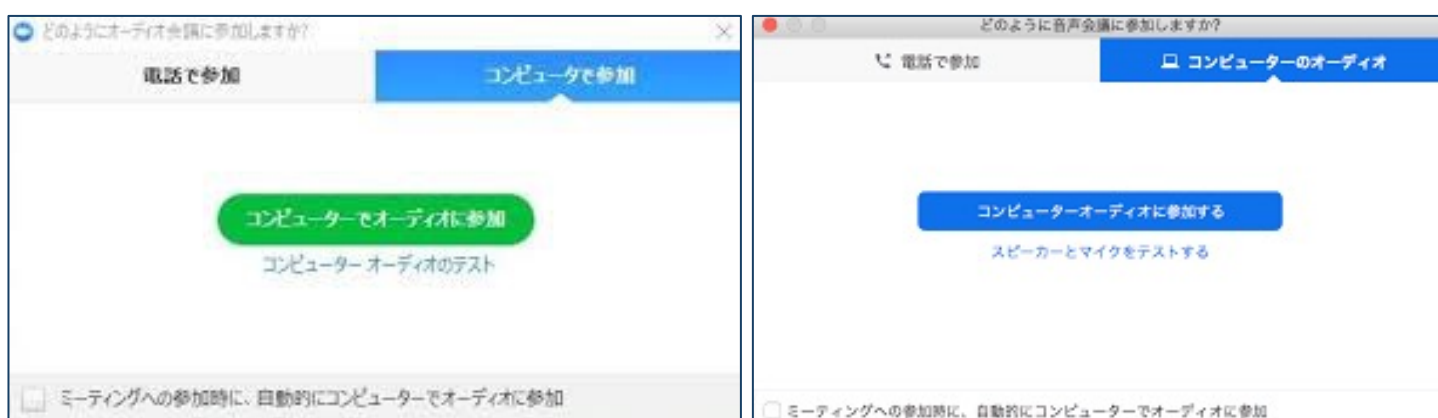 どのようにオーディオ会議に参加しますか?
電話で参加
コンピュータで参加
コンピューターでオーディオに参加
コンピューター オーディオのテスト
ミーティングへの参加時に、自動的にコンピューターでオーディオに参加
どのように音声会議に参加しますか?
電話で参加
コンピューターのオーディオ
コンピューターオーディオに参加する
スピーカーとマイクをテストする
ミーティングへの参加時に、自動的にコンピューターでオーディオに参加